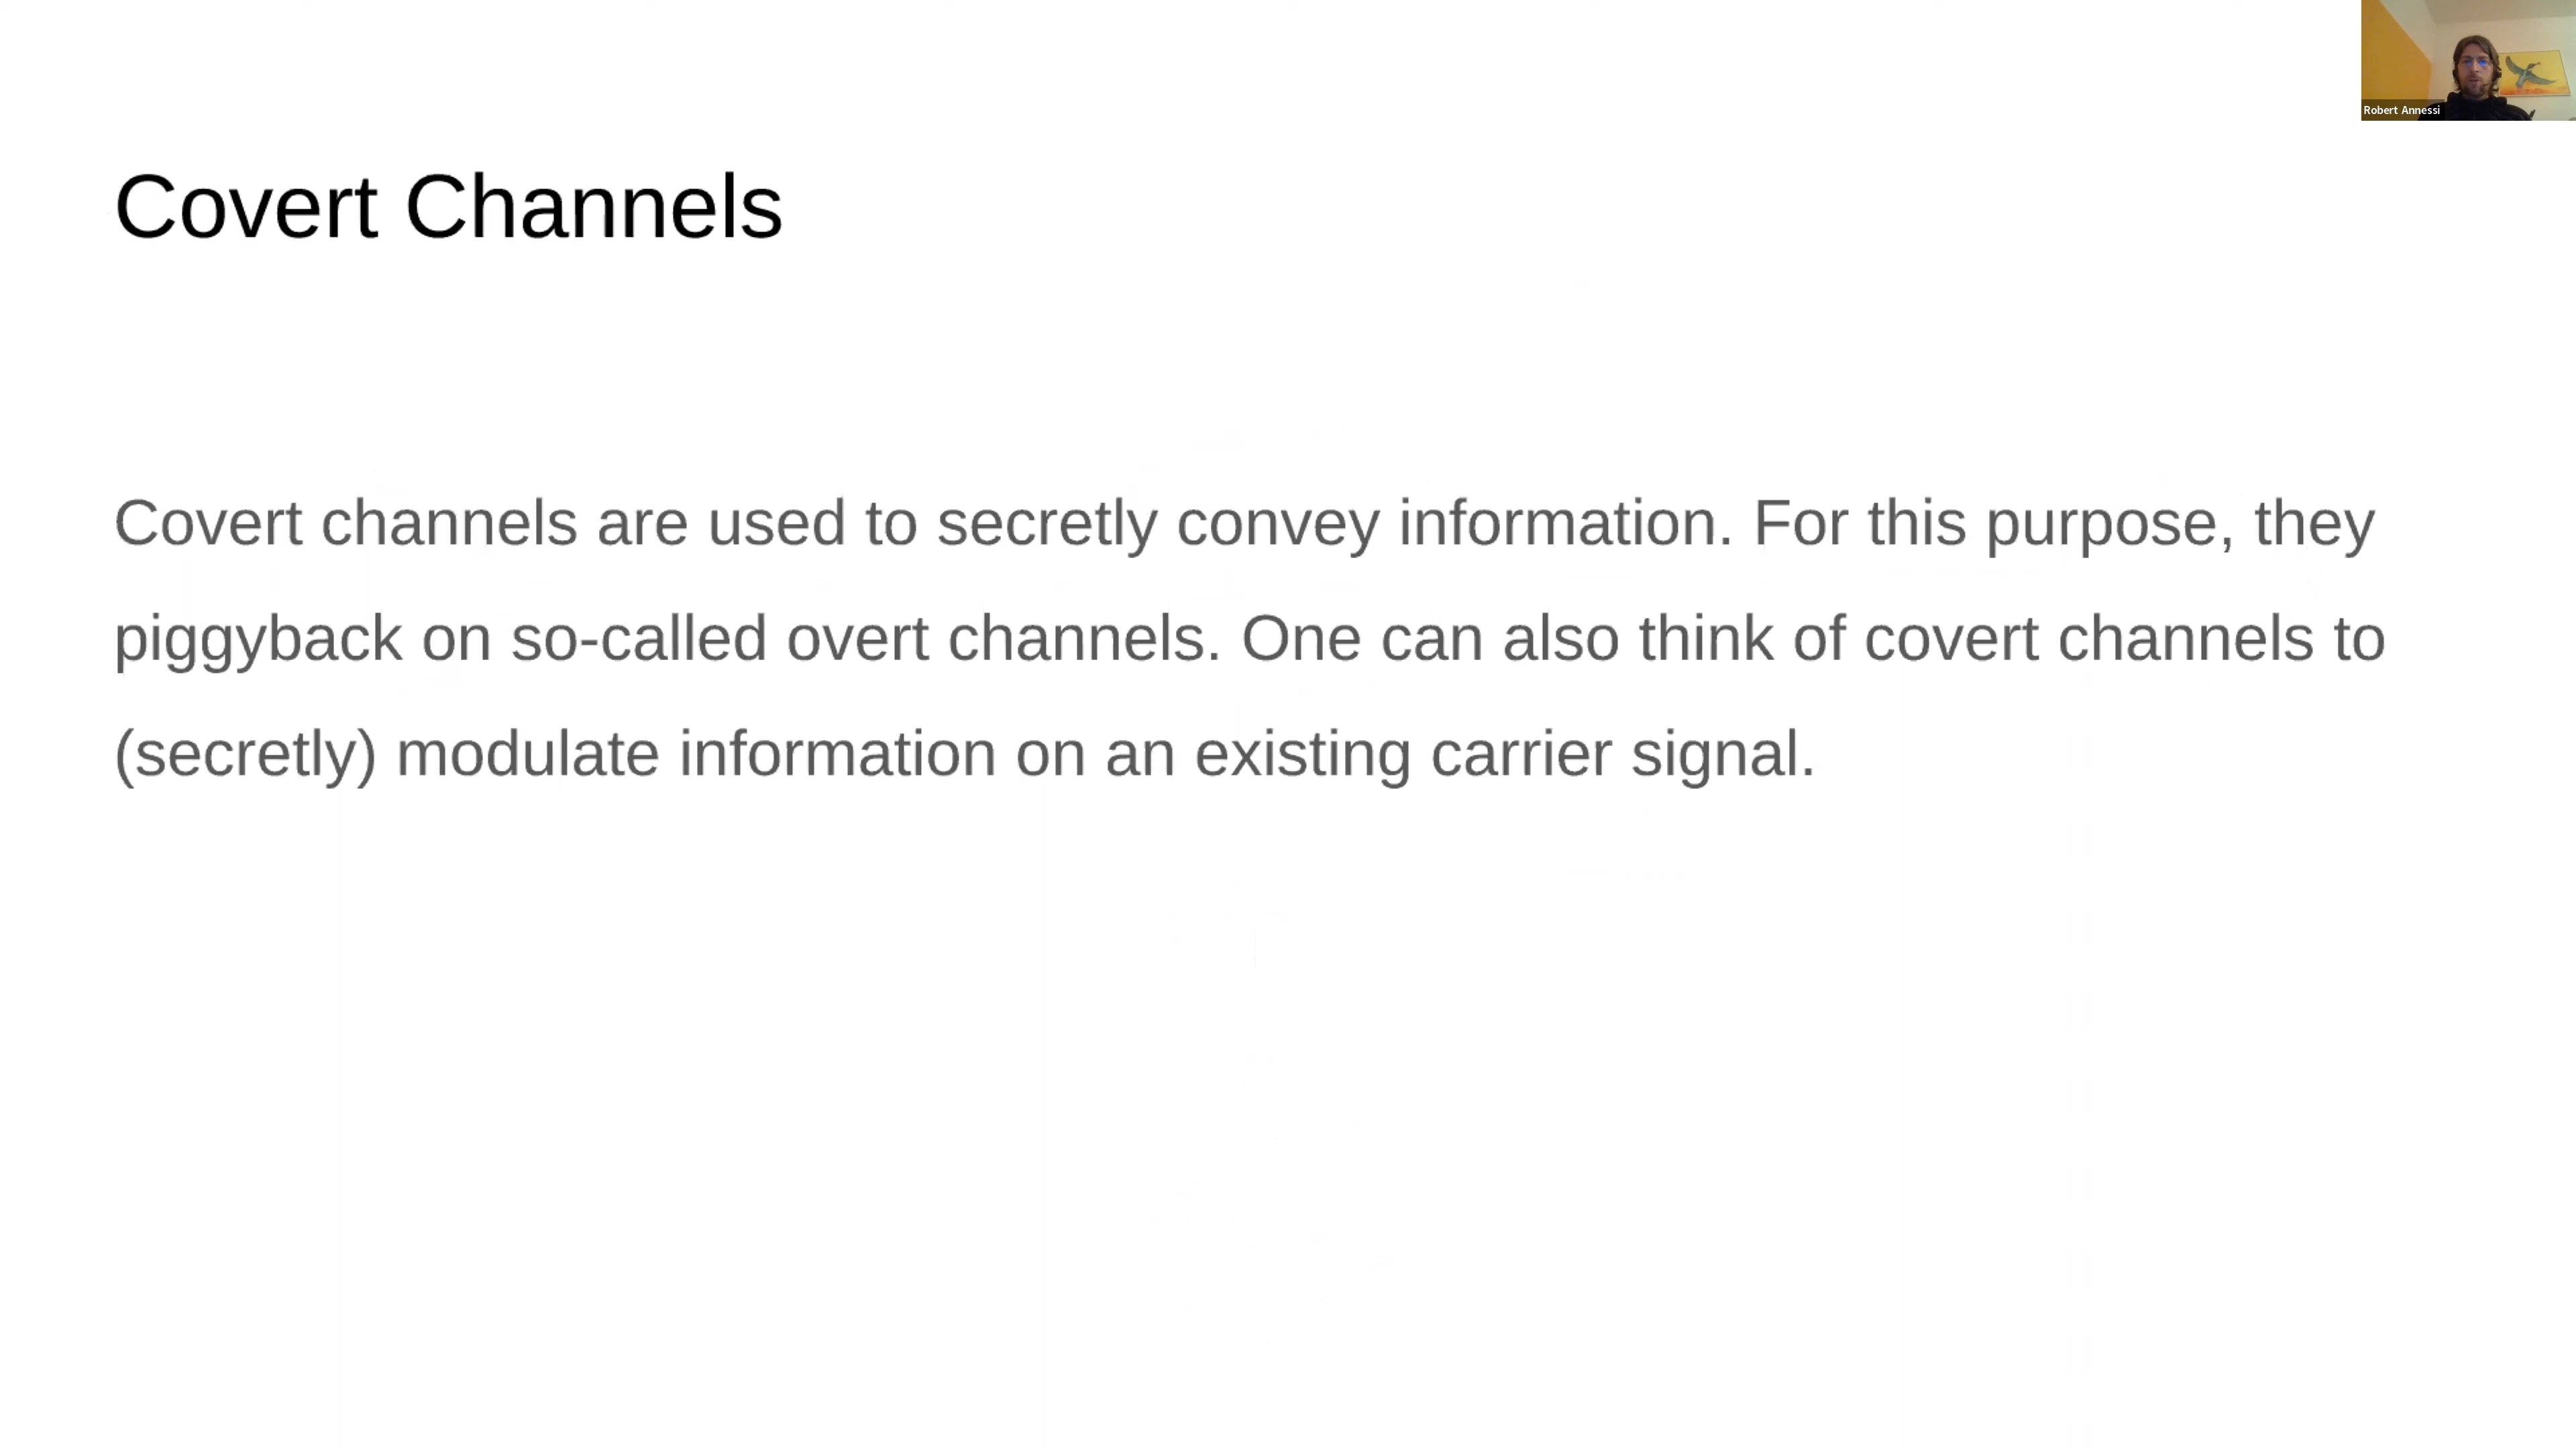 Robert Annessi
Covert Channels
Covert channels are used to secretly convey information. For this purpose, they
piggyback on so-called overt channels. One can also think of covert channels to
(secretly) modulate information on an existing carrier signal.